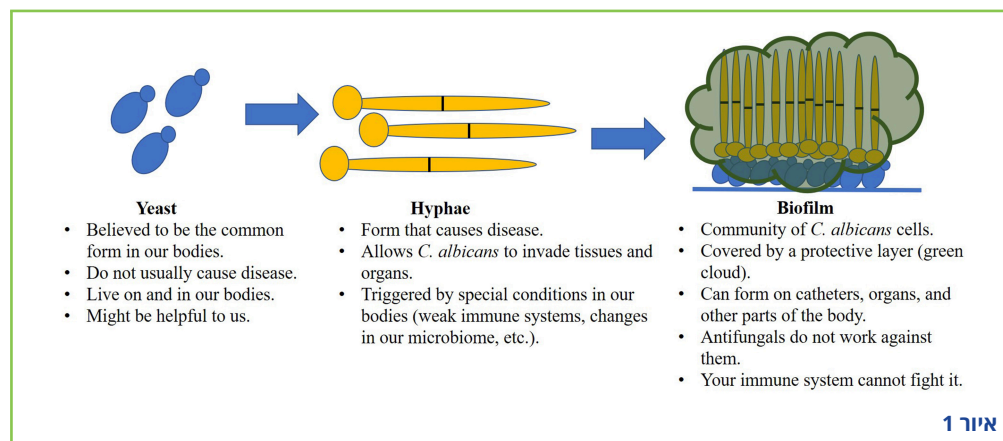 Yeast
• Believed to be the common
form in our bodies.
• Do not usually cause disease.
• Live on and in our bodies.
• Might be helpful to us.
Hyphae
• Form that causes disease.
• Allows C. albicans to invade tissues and
organs.
• Triggered by special conditions in our
bodies (weak immune systems, changes
in our microbiome, etc.).
Biofilm
• Community of C. albicans cells.
• Covered by a protective layer (green
cloud).
• Can form on catheters, organs, and
other parts of the body.
• Antifungals do not work against
them.
• Your immune system cannot fight it.
איור 1